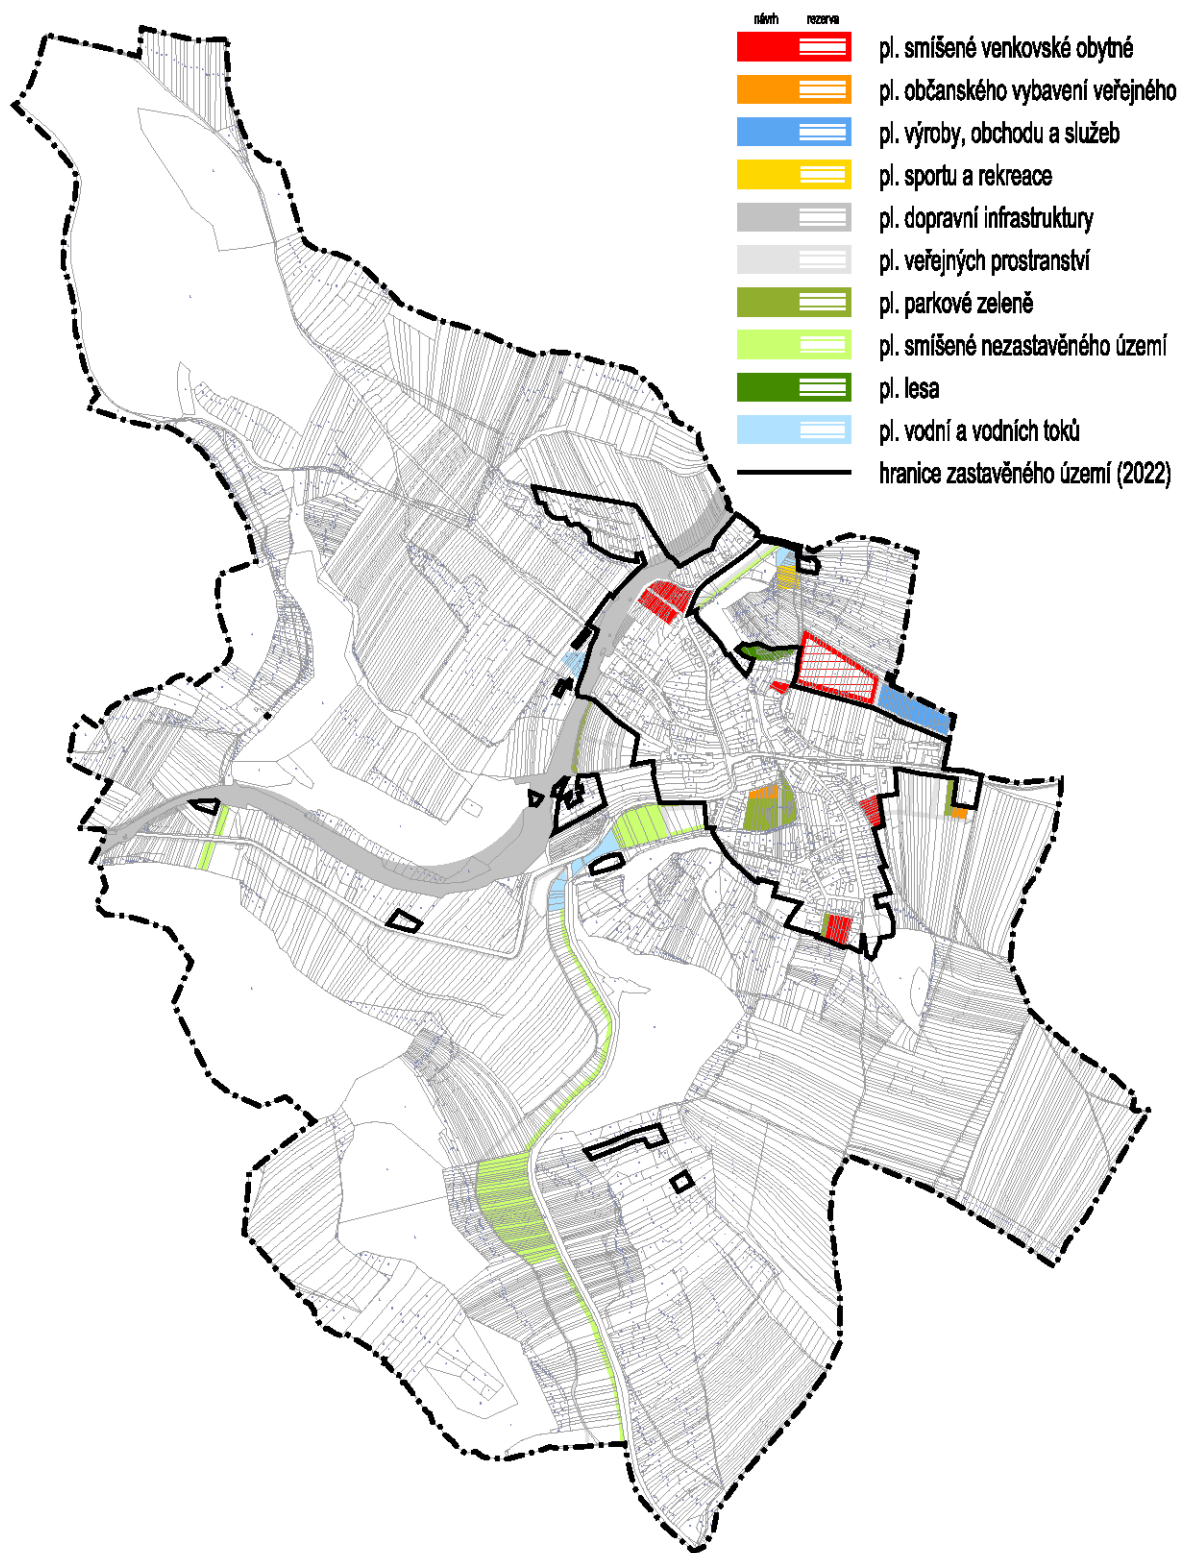 návrh rezerva
pl. smíšené venkovské obytné
pl. občanského vybavení veřejného
pl. výroby, obchodu a služeb
pl. sportu a rekreace
pl. dopravní infrastruktury
pl. veřejných prostranství
pl. parkové zeleně
pl. smíšené nezastavěného území
pl. lesa
pl. vodní a vodních toků
hranice zastavěného území (2022)